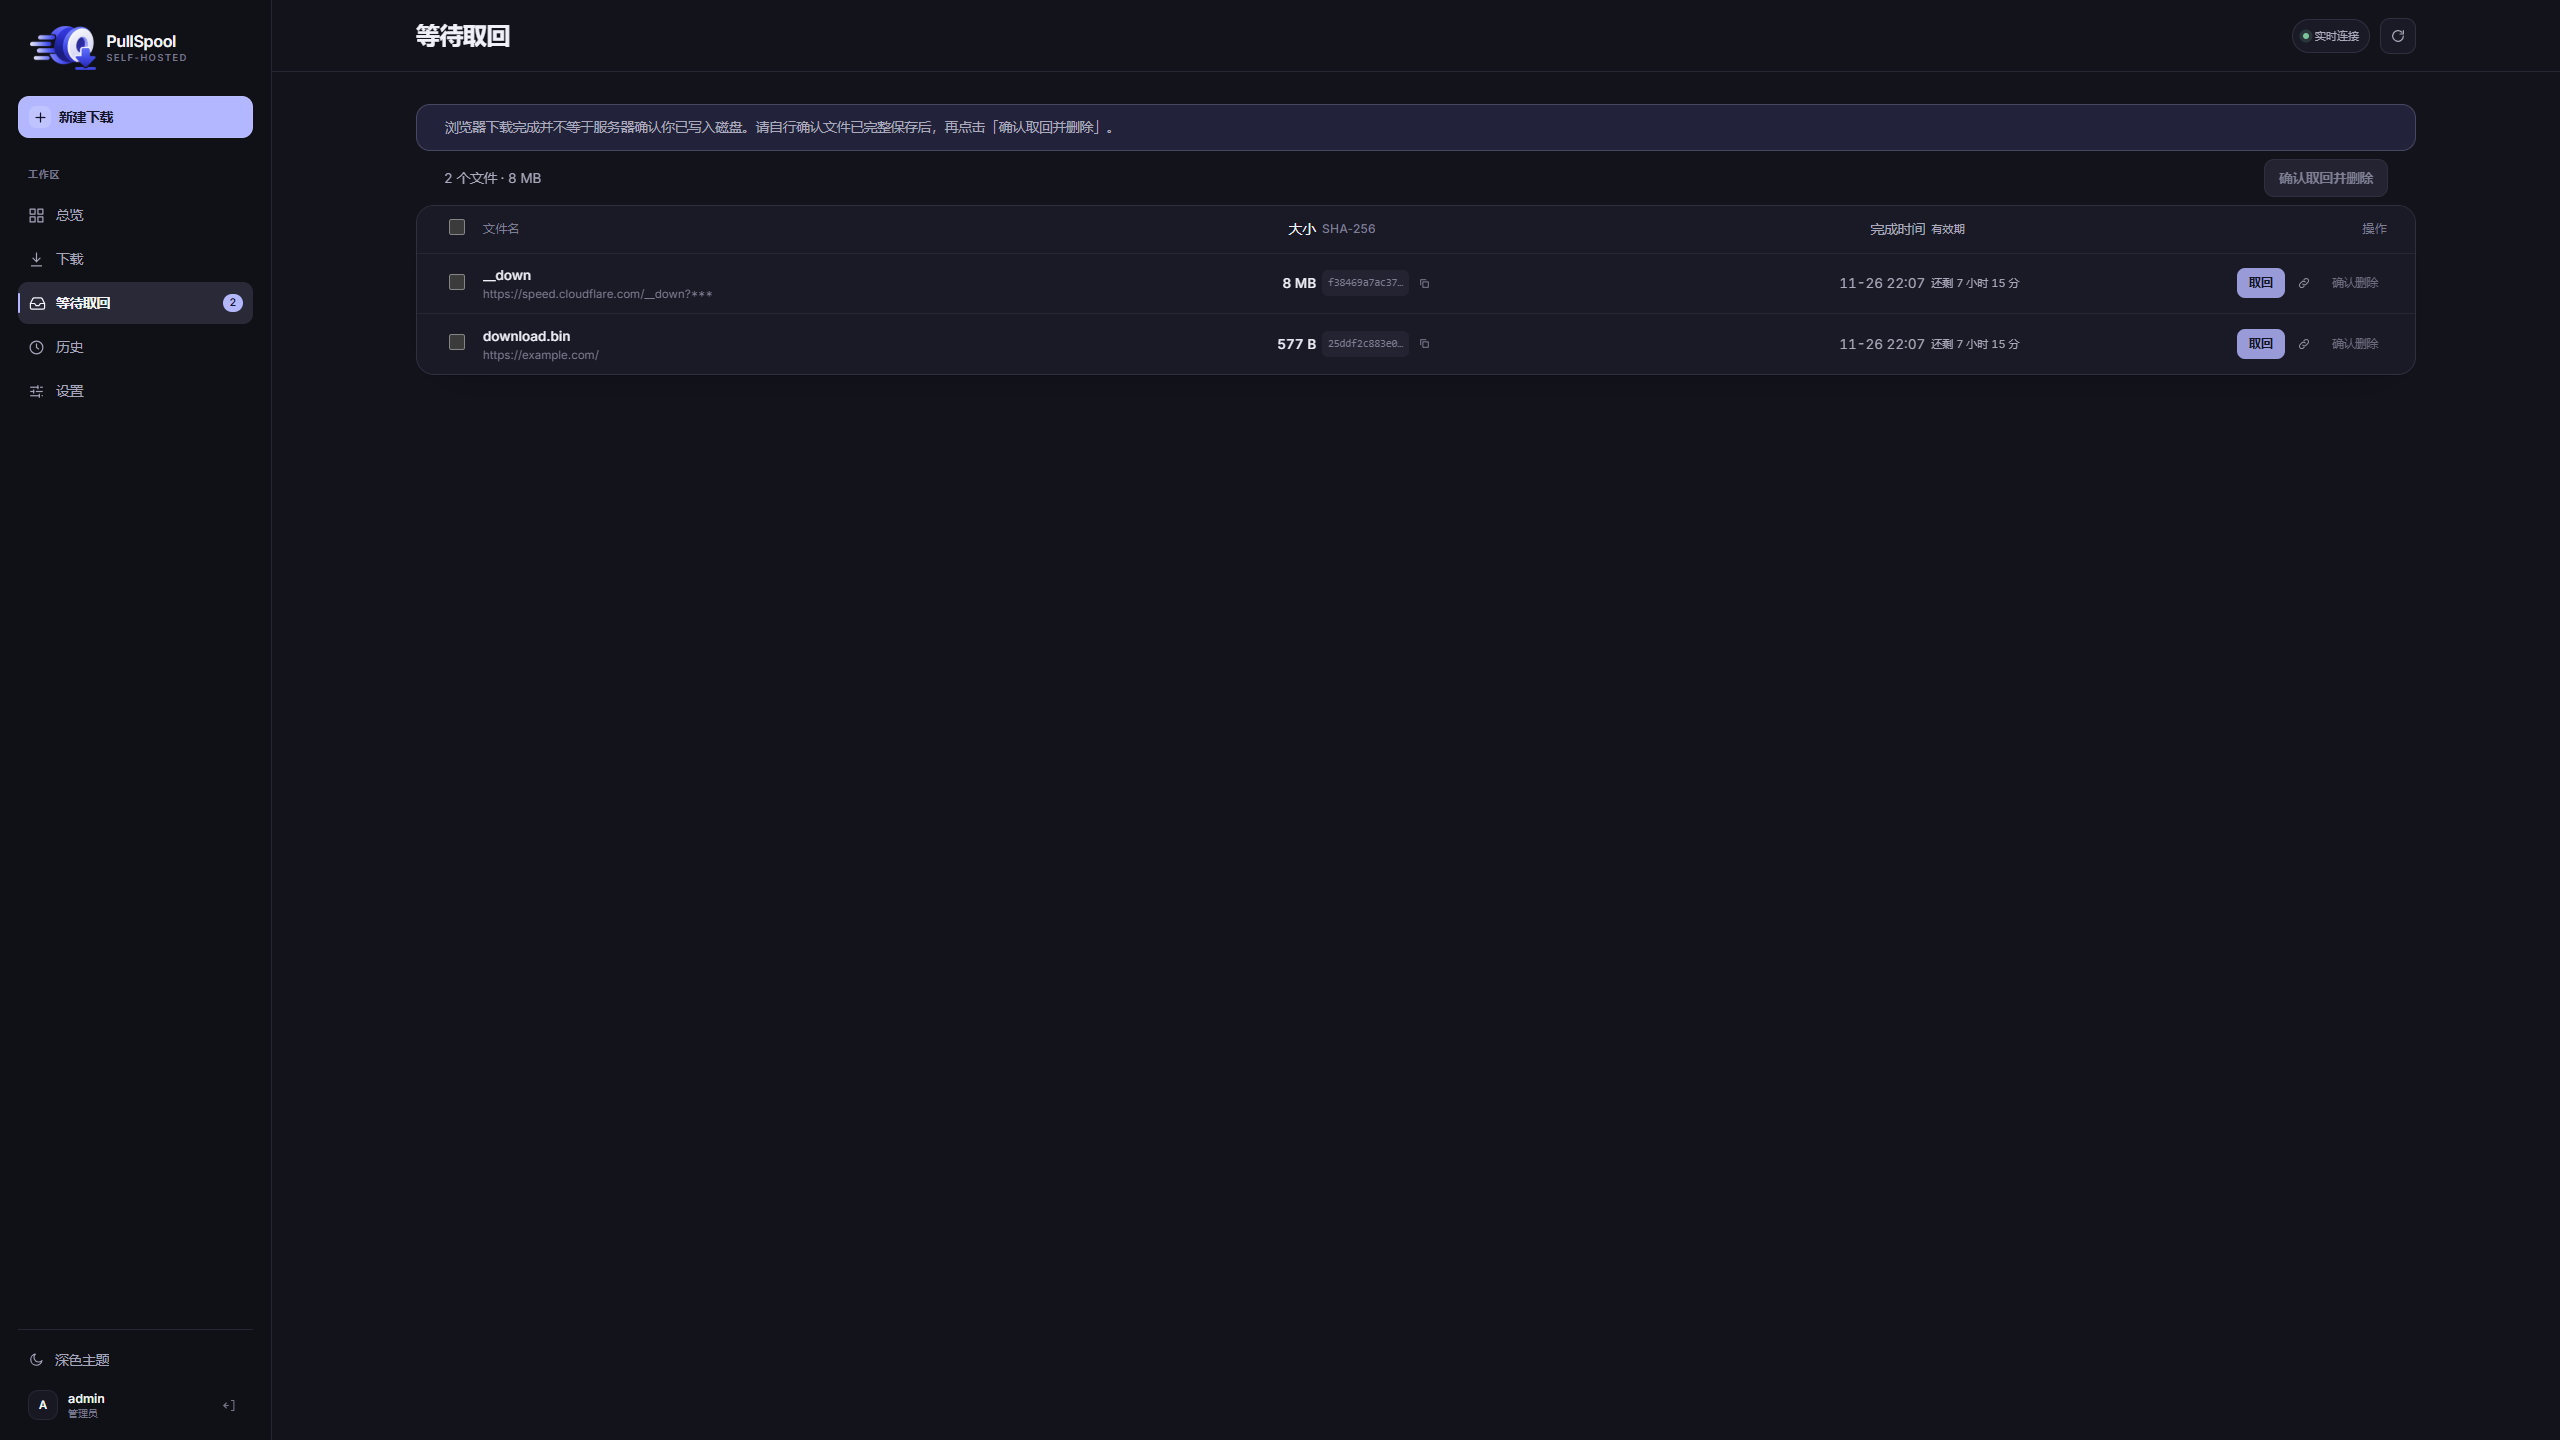 PullSpool
SELF-HOSTED
新建下载
工作区
总览
下载
等待取回 2
历史
设置
深色主题
A admin
管理员
等待取回
实时连接
浏览器下载完成并不等于服务器确认你已写入磁盘。请自行确认文件已完整保存后，再点击「确认取回并删除」。
2 个文件 · 8 MB
确认取回并删除
文件名 大小 SHA-256 完成时间 有效期 操作
__down
https://speed.cloudflare.com/__down?***
8 MB f38469a7ac37… 11-26 22:07 还剩 7 小时 15 分 取回 确认删除
download.bin
https://example.com/
577 B 25ddf2c883e0… 11-26 22:07 还剩 7 小时 15 分 取回 确认删除